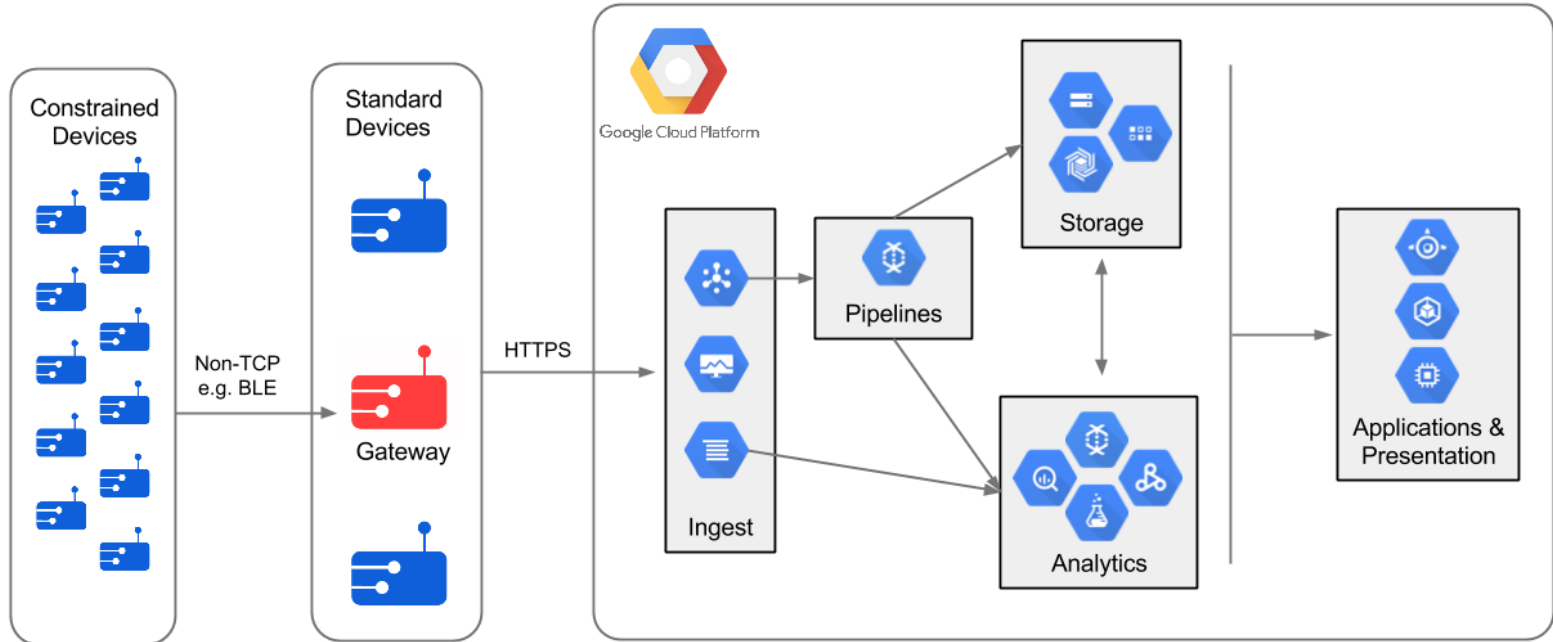 Constrained
Devices
Non-TCP
e.g. BLE
Standard
Devices
Gateway
HTTPS
Google Cloud Platform
Ingest
Pipelines
Storage
Analytics
Applications &
Presentation